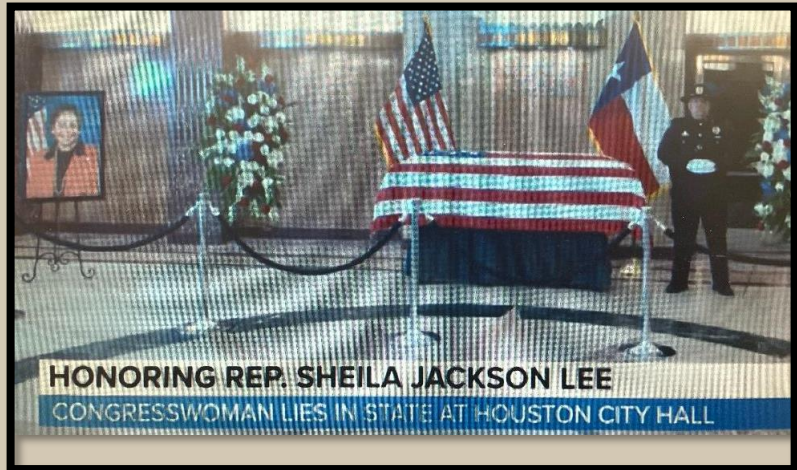 HONORING REP. SHEILA JACKSON LEE
CONGRESSWOMAN LIES IN STATE AT HOUSTON CITY HALL